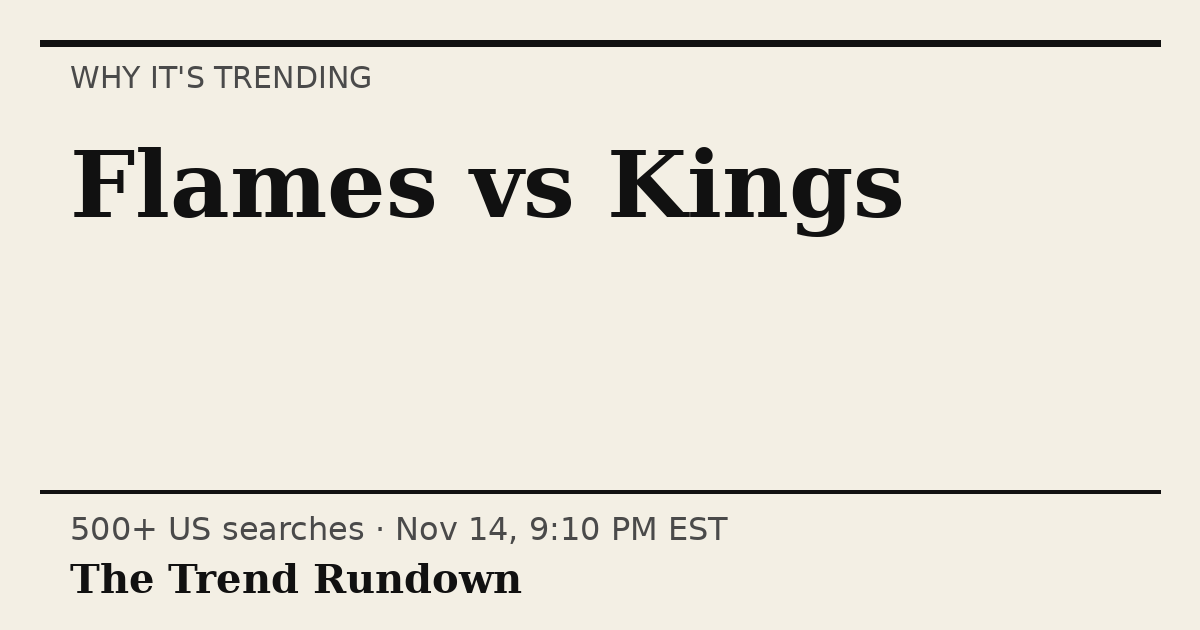 WHY IT'S TRENDING
Flames vs Kings
500+ US searches · Nov 14, 9:10 PM EST
The Trend Rundown